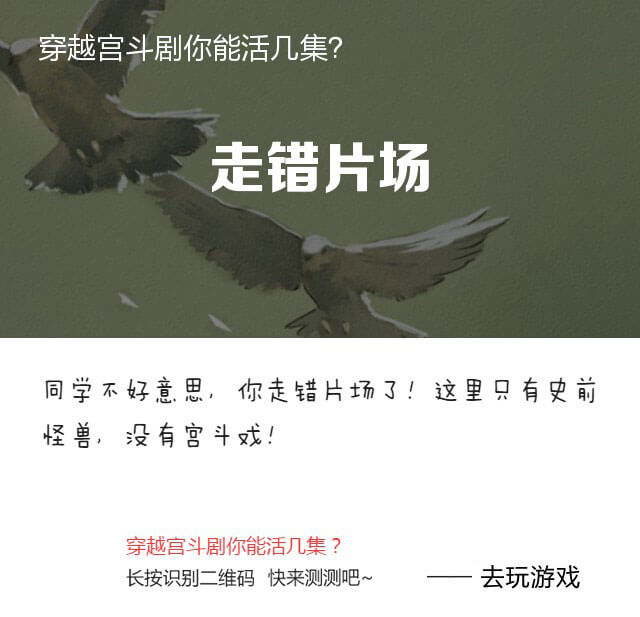 穿越宫斗剧你能活几集?
走错片场
同学不好意思,你走错片场了!这里只有史前
怪兽,没有宫斗戏!
穿越宫斗剧你能活几集?
长按识别二维码 快来测测吧~
—— 去玩游戏